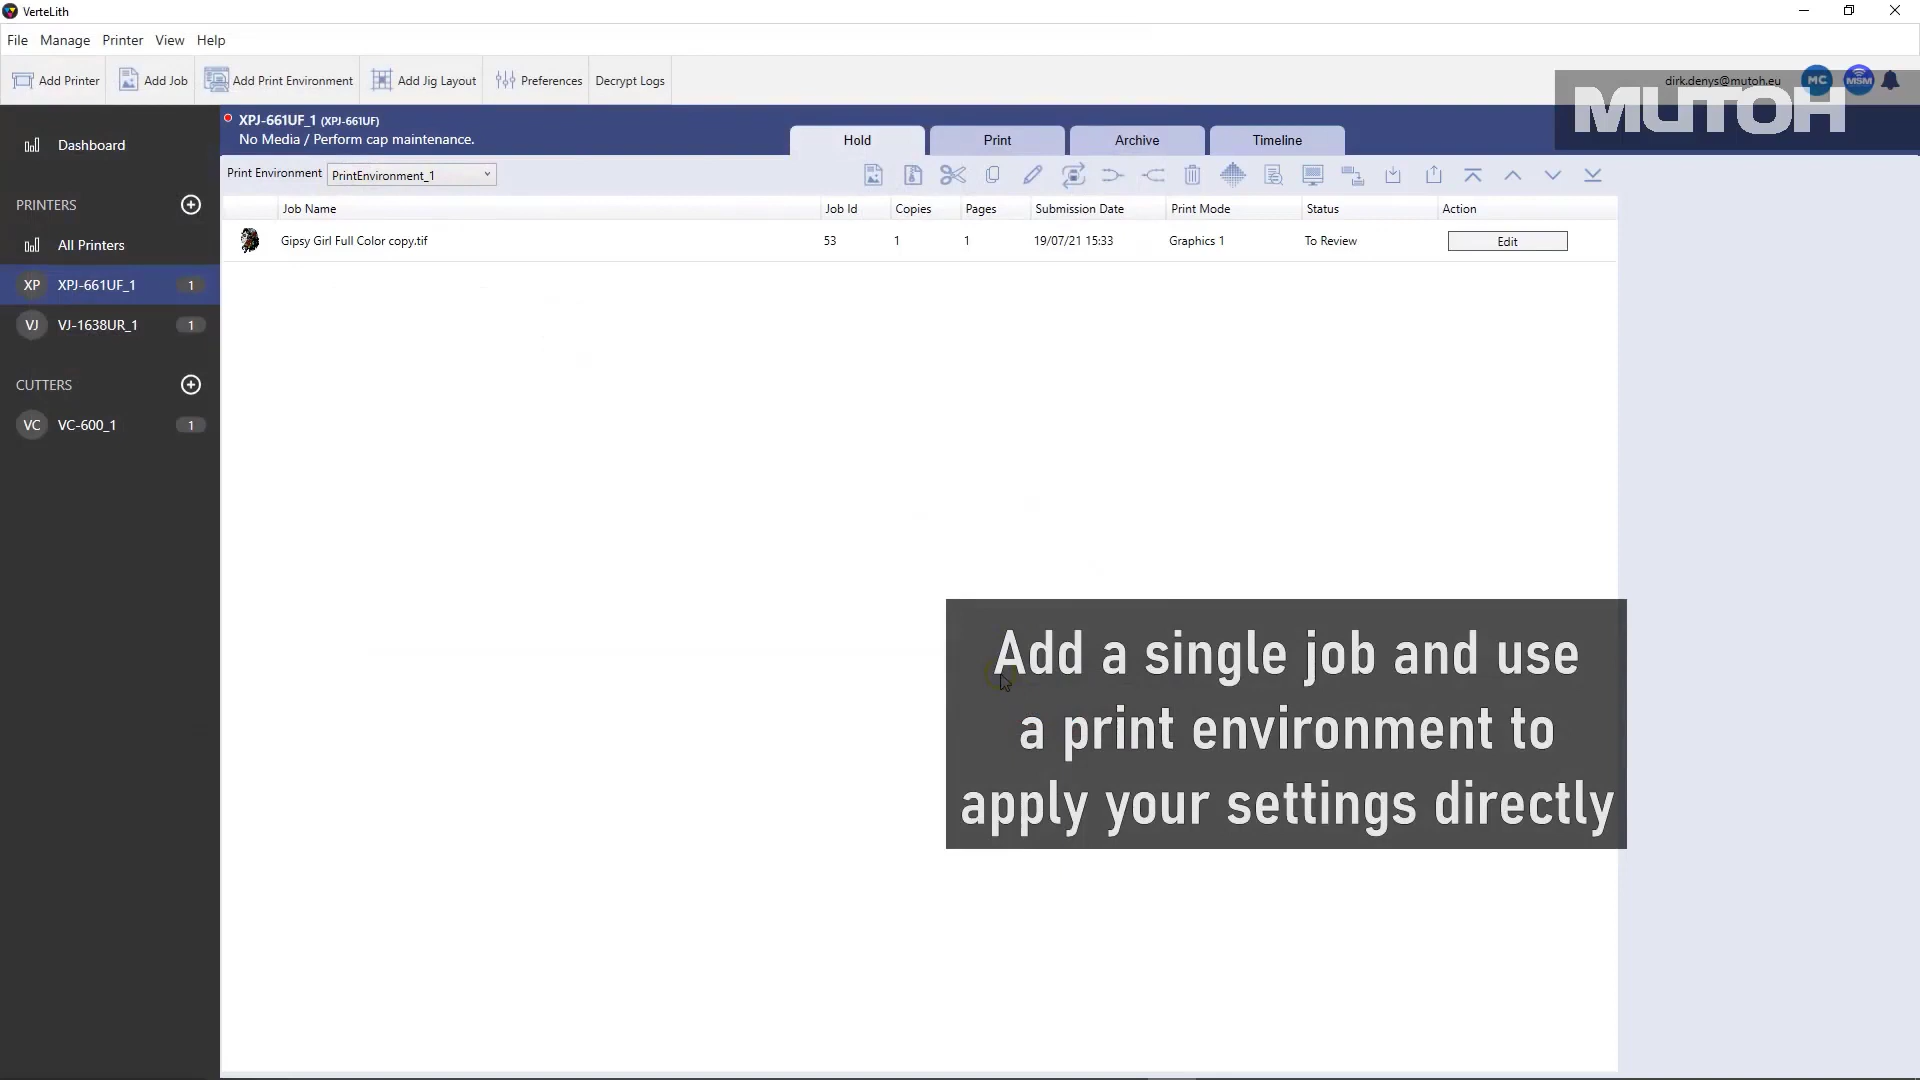 VerteLith
File Manage Printer View Help
Add Printer Add Job Add Print Environment Add Jig Layout Preferences Decrypt Logs
dirk.denys@mutoh.eu MC MSM
MUTOH
Dashboard
PRINTERS
All Printers
XP XPJ-661UF_1 1
VJ VJ-1638UR_1 1
CUTTERS
VC VC-600_1 1
XPJ-661UF_1 (XPJ-661UF)
No Media / Perform cap maintenance.
Hold Print Archive Timeline
Print Environment PrintEnvironment_1
Job Name Job Id Copies Pages Submission Date Print Mode Status Action
Gipsy Girl Full Color copy.tif 53 1 1 19/07/21 15:33 Graphics 1 To Review Edit
Add a single job and use
a print environment to
apply your settings directly